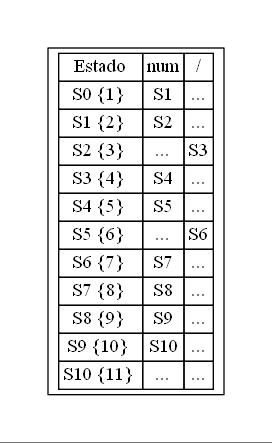 Estado num /
S0 {1} S1 ...
S1 {2} S2 ...
S2 {3} ... S3
S3 {4} S4 ...
S4 {5} S5 ...
S5 {6} ... S6
S6 {7} S7 ...
S7 {8} S8 ...
S8 {9} S9 ...
S9 {10} S10 ...
S10 {11} ... ...